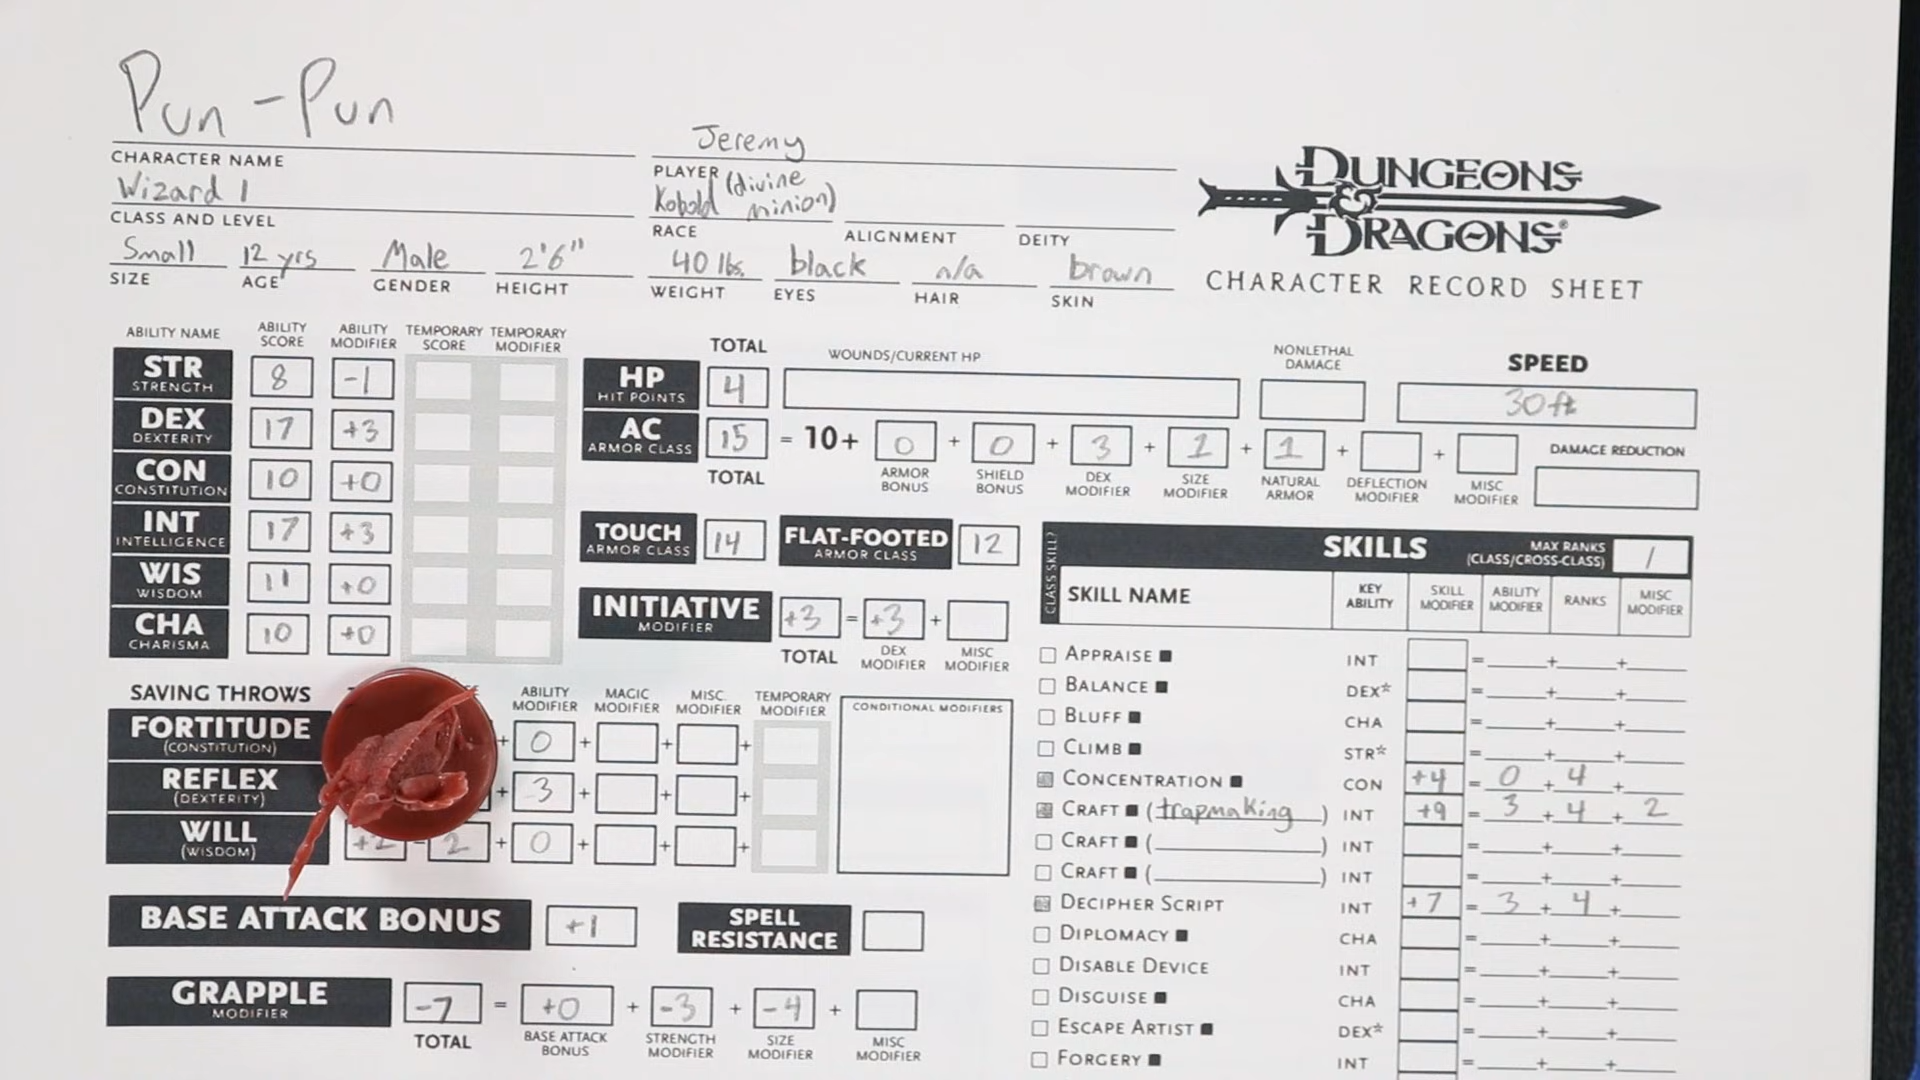 Pun-Pun
CHARACTER NAME
Jeremy
PLAYER
Wizard 1
CLASS AND LEVEL
Kobold (divine minion)
RACE
ALIGNMENT
DEITY
Small 12 yrs Male 2'6" 40 lbs. black n/a brown
SIZE AGE GENDER HEIGHT WEIGHT EYES HAIR SKIN
DUNGEONS & DRAGONS®
CHARACTER RECORD SHEET
ABILITY NAME ABILITY SCORE ABILITY MODIFIER TEMPORARY SCORE TEMPORARY MODIFIER
STR STRENGTH 8 -1
DEX DEXTERITY 17 +3
CON CONSTITUTION 10 +0
INT INTELLIGENCE 17 +3
WIS WISDOM 11 +0
CHA CHARISMA 10 +0
TOTAL WOUNDS/CURRENT HP NONLETHAL DAMAGE SPEED
HP HIT POINTS 4 30 ft
AC ARMOR CLASS 15 = 10+ 0 + 0 + 3 + 1 + 1 + +
TOTAL ARMOR BONUS SHIELD BONUS DEX MODIFIER SIZE MODIFIER NATURAL ARMOR DEFLECTION MODIFIER MISC MODIFIER
DAMAGE REDUCTION
TOUCH ARMOR CLASS 14 FLAT-FOOTED ARMOR CLASS 12
INITIATIVE MODIFIER +3 = +3 +
TOTAL DEX MODIFIER MISC MODIFIER
SAVING THROWS ABILITY MODIFIER MAGIC MODIFIER MISC. MODIFIER TEMPORARY MODIFIER
CONDITIONAL MODIFIERS
FORTITUDE (CONSTITUTION) + 0 + + +
REFLEX (DEXTERITY) + 3 + + +
WILL (WISDOM) +2 = 2 + 0 + + +
BASE ATTACK BONUS +1
SPELL RESISTANCE
GRAPPLE MODIFIER -7 = +0 + -3 + -4 +
TOTAL BASE ATTACK BONUS STRENGTH MODIFIER SIZE MODIFIER MISC MODIFIER
CLASS SKILL?
SKILLS MAX RANKS (CLASS/CROSS-CLASS) /
SKILL NAME KEY ABILITY SKILL MODIFIER ABILITY MODIFIER RANKS MISC MODIFIER
APPRAISE INT = + +
BALANCE DEX* = + +
BLUFF CHA = + +
CLIMB STR* = + +
CONCENTRATION CON +4 = 0 + 4 +
CRAFT (trapmaking) INT +9 = 3 + 4 + 2
CRAFT ( ) INT = + +
CRAFT ( ) INT = + +
DECIPHER SCRIPT INT +7 = 3 + 4 +
DIPLOMACY CHA = + +
DISABLE DEVICE INT = + +
DISGUISE CHA = + +
ESCAPE ARTIST DEX* = + +
FORGERY INT = + +